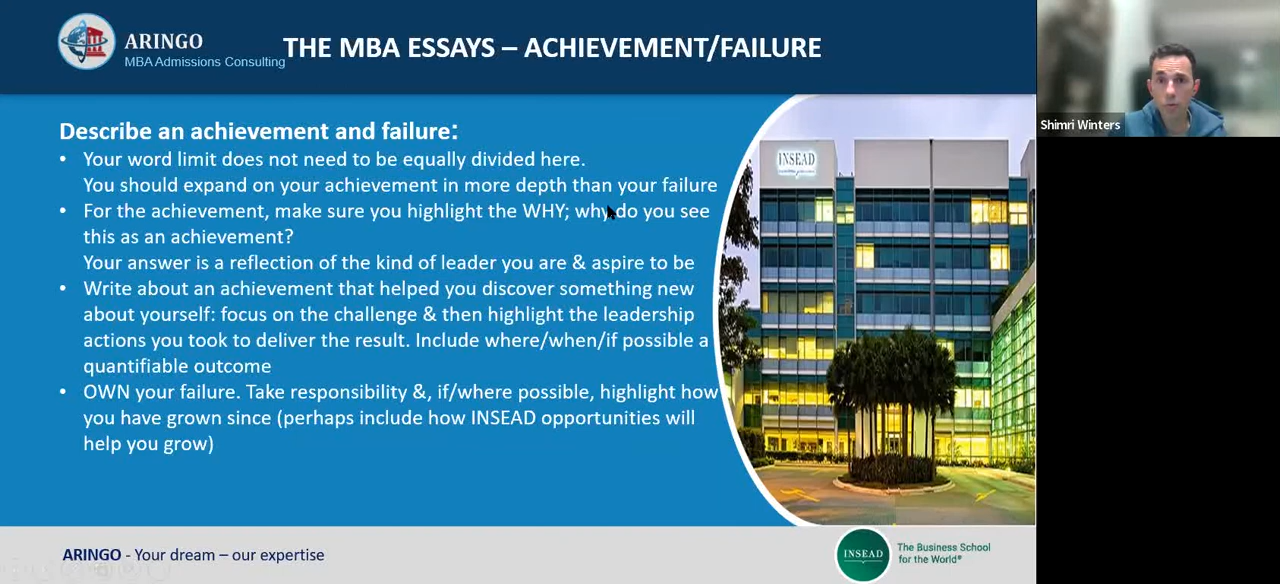 ARINGO
MBA Admissions Consulting
THE MBA ESSAYS – ACHIEVEMENT/FAILURE
Shimri Winters
Describe an achievement and failure:
• Your word limit does not need to be equally divided here.
You should expand on your achievement in more depth than your failure
• For the achievement, make sure you highlight the WHY; why do you see
this as an achievement?
Your answer is a reflection of the kind of leader you are & aspire to be
• Write about an achievement that helped you discover something new
about yourself: focus on the challenge & then highlight the leadership
actions you took to deliver the result. Include where/when/if possible a
quantifiable outcome
• OWN your failure. Take responsibility &, if/where possible, highlight how
you have grown since (perhaps include how INSEAD opportunities will
help you grow)
INSEAD
ARINGO - Your dream – our expertise
INSEAD
The Business School
for the World®